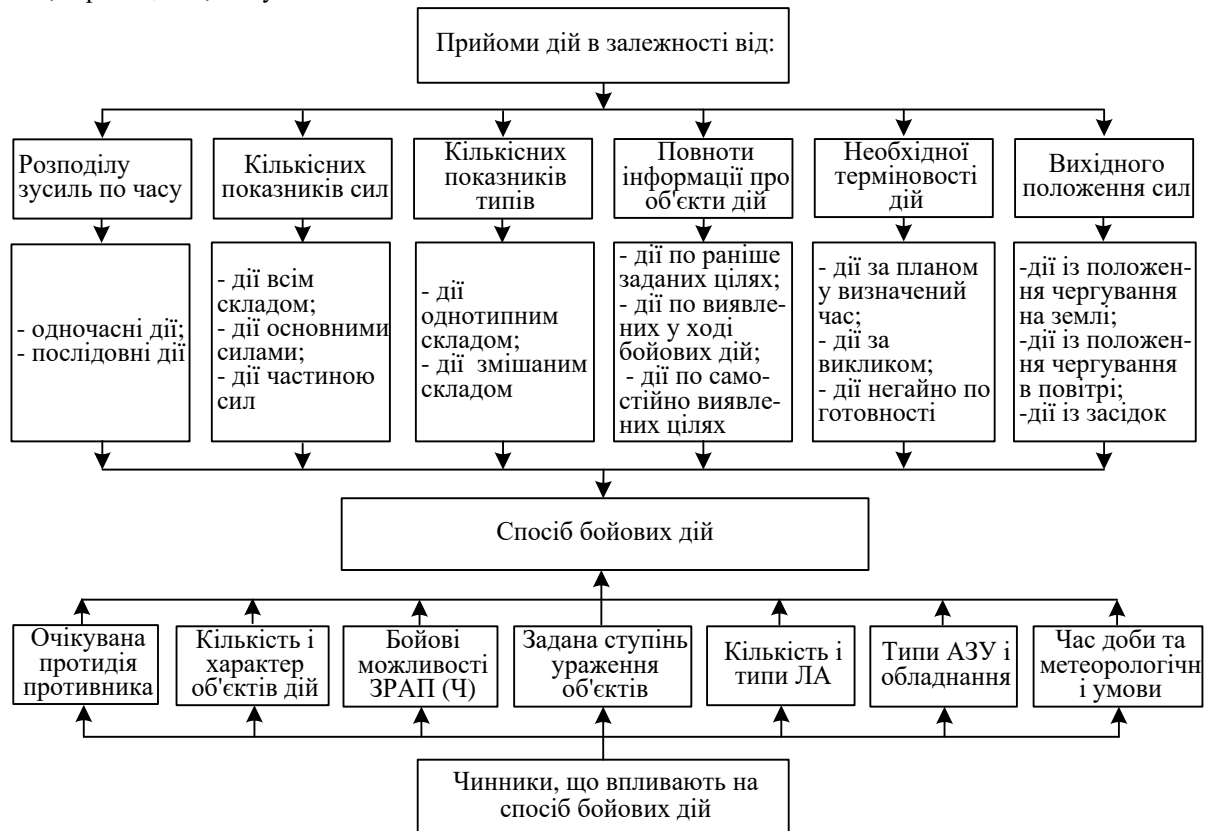 Прийоми дій в залежності від:
Розподілу
зусиль по часу
Кількісних
показників сил
Кількісних
показників
типів
Повноти
інформації про
об'єкти дій
Необхідної
терміновості
дій
Вихідного
положення сил
- одночасні дії;
- послідовні дії
- дії всім
складом;
- дії основними
силами;
- дії частиною
сил
- дії
однотипним
складом;
- дії змішаним
складом
- дії по раніше
заданих цілях;
- дії по виявле-
них у ході
бойових дій;
- дії по само-
стійно виявле-
них цілях
- дії за планом
у визначений
час;
- дії за
викликом;
- дії негайно по
готовності
-дії із положен-
ня чергування
на землі;
-дії із положен-
ня чергування
в повітрі;
-дії із засідок
Спосіб бойових дій
Очікувана
протидія
противника
Кількість і
характер
об'єктів дій
Бойові
можливості
ЗРАП (Ч)
Задана ступінь
ураження
об'єктів
Кількість і
типи ЛА
Типи АЗУ і
обладнання
Час доби та
метеорологічн
і умови
Чинники, що впливають на
спосіб бойових дій